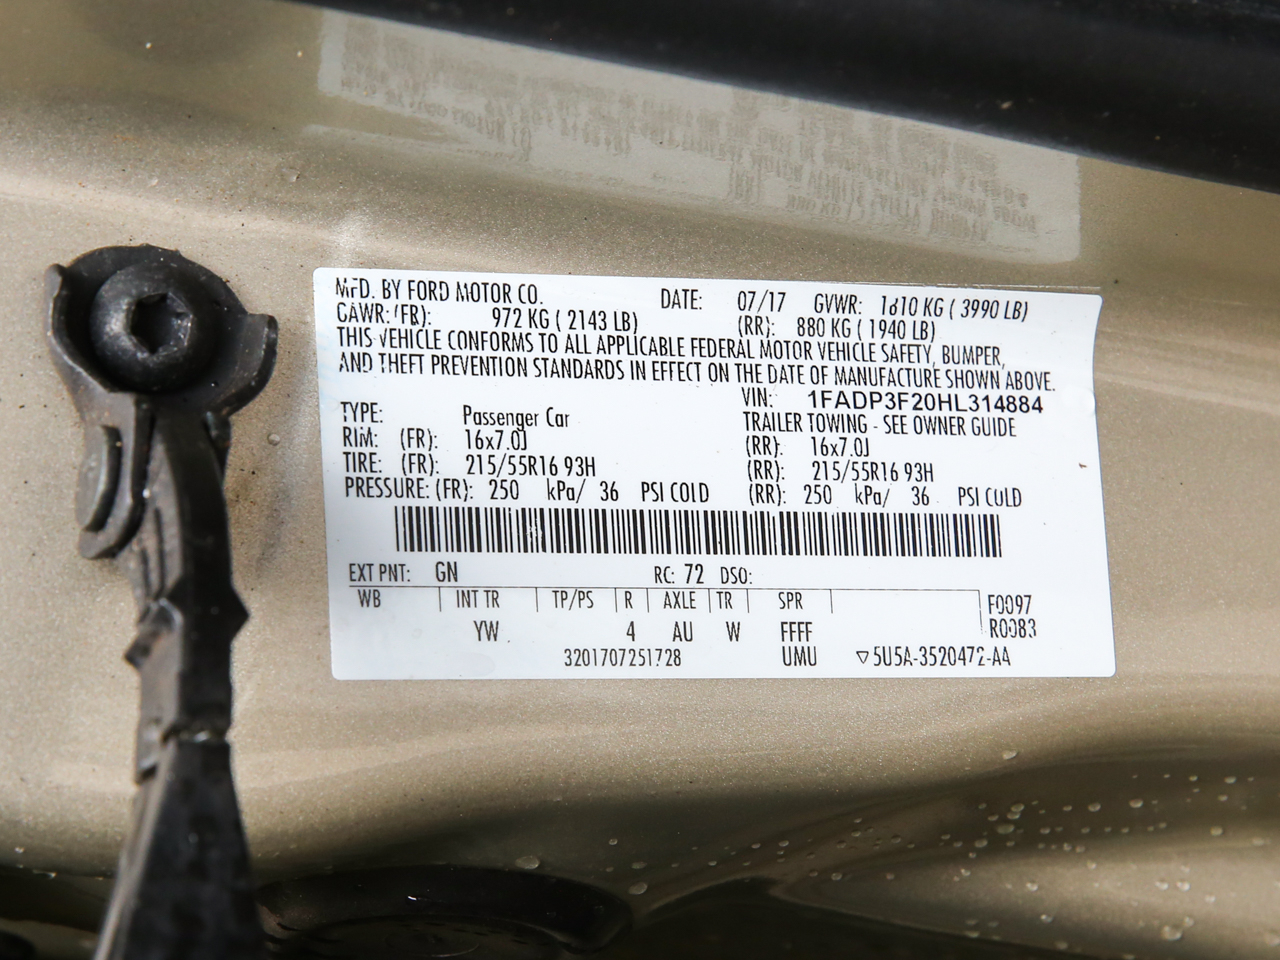 MFD. BY FORD MOTOR CO. DATE: 07/17 GVWR: 1810 KG ( 3990 LB)
GAWR: (FR): 972 KG ( 2143 LB) (RR): 880 KG ( 1940 LB)
THIS VEHICLE CONFORMS TO ALL APPLICABLE FEDERAL MOTOR VEHICLE SAFETY, BUMPER,
AND THEFT PREVENTION STANDARDS IN EFFECT ON THE DATE OF MANUFACTURE SHOWN ABOVE.
VIN: 1FADP3F20HL314884
TYPE: Passenger Car TRAILER TOWING - SEE OWNER GUIDE
RIM: (FR): 16x7.0J (RR): 16x7.0J
TIRE: (FR): 215/55R16 93H (RR): 215/55R16 93H
PRESSURE: (FR): 250 kPa/ 36 PSI COLD (RR): 250 kPa/ 36 PSI COLD
EXT PNT: GN RC: 72 DSO:
WB INT TR TP/PS R AXLE TR SPR F0097
YW 4 AU W FFFF R0083
3201707251728 UMU ▽5U5A-3520472-AA